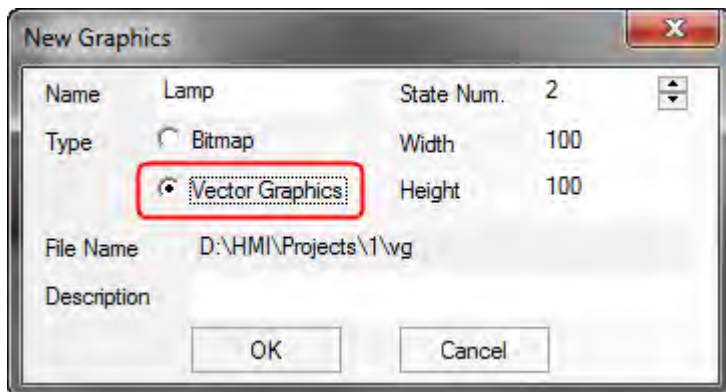 New Graphics
Name Lamp State Num. 2
Type Bitmap Width 100
Vector Graphics Height 100
File Name D:\HMI\Projects\1\vg
Description
OK Cancel